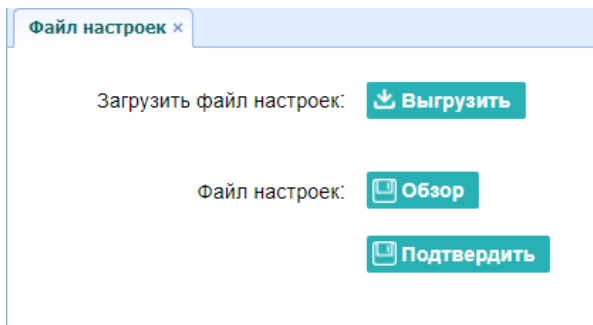 Файл настроек ×
Загрузить файл настроек: Выгрузить
Файл настроек: Обзор
Подтвердить